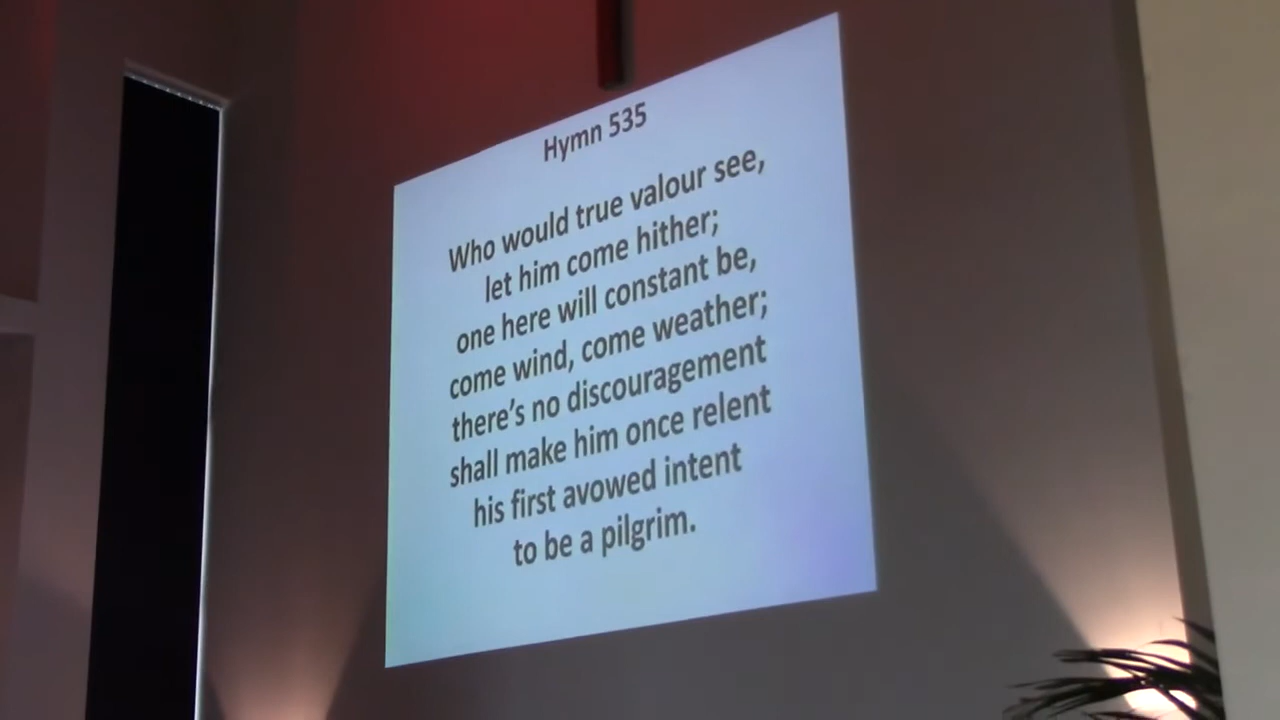 Hymn 535
Who would true valour see,
let him come hither;
one here will constant be,
come wind, come weather;
there's no discouragement
shall make him once relent
his first avowed intent
to be a pilgrim.